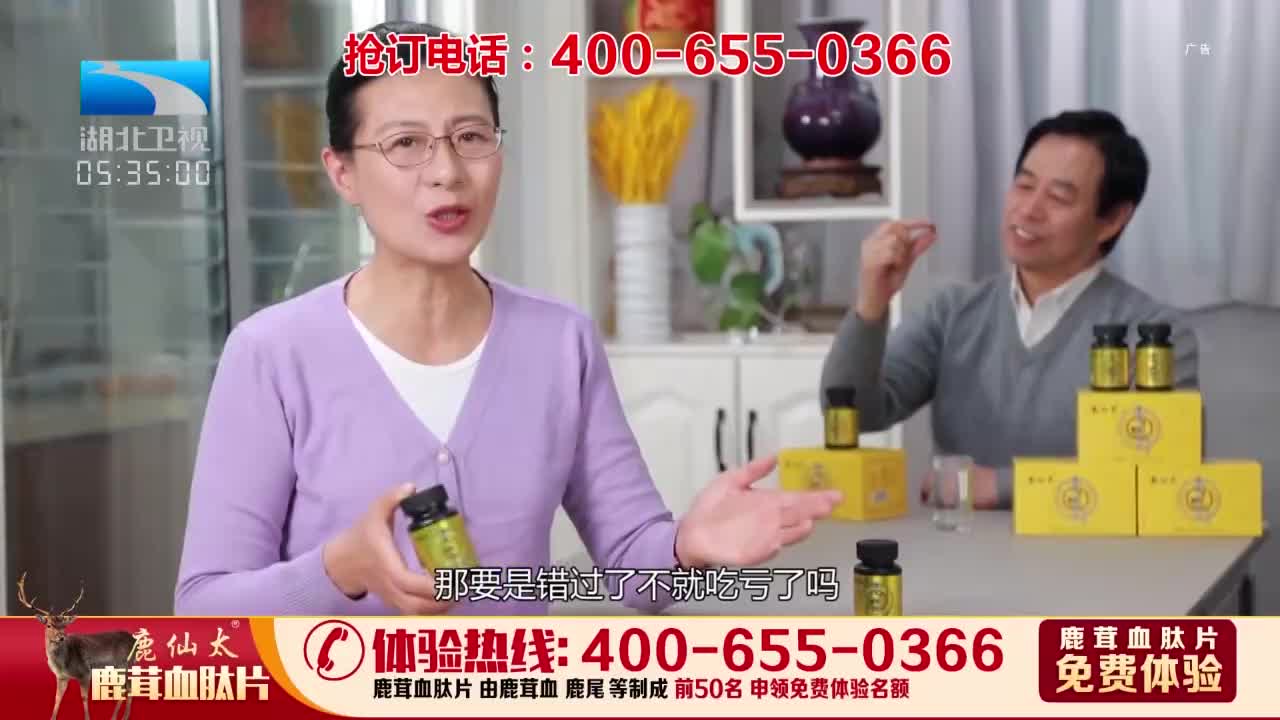 抢订电话：400-655-0366
广告
湖北卫视
05:35:00
那要是错过了不就吃亏了吗
鹿仙太®
鹿茸血肽片
体验热线：400-655-0366
鹿茸血肽片 由鹿茸血 鹿尾 等制成 前50名 申领免费体验名额
鹿茸血肽片
免费体验